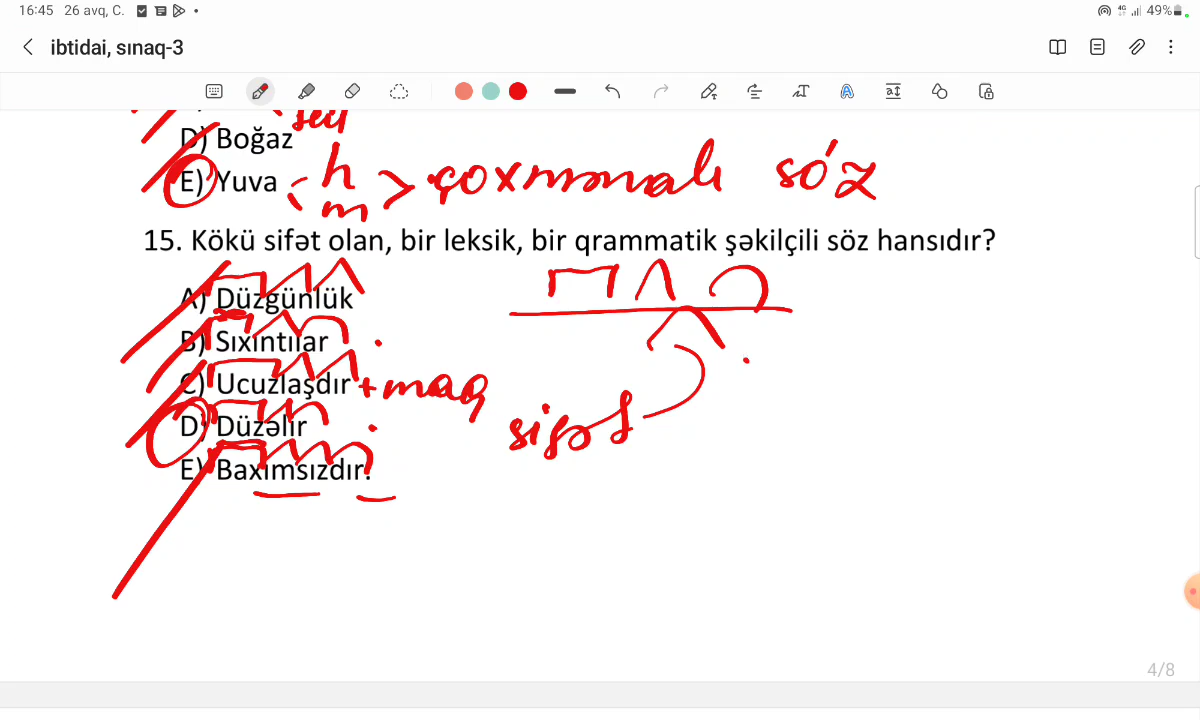 16:45 26 avq, C. 4G 49%
ibtidai, sınaq-3
D) Boğaz
E) Yuva h m çoxmənalı söz
15. Kökü sifət olan, bir leksik, bir qrammatik şəkilçili söz hansıdır?
A) Düzgünlük
B) Sıxıntılar
C) Ucuzlaşdır +maq
D) Düzəlir sifət
E) Baxımsızdır.
4/8